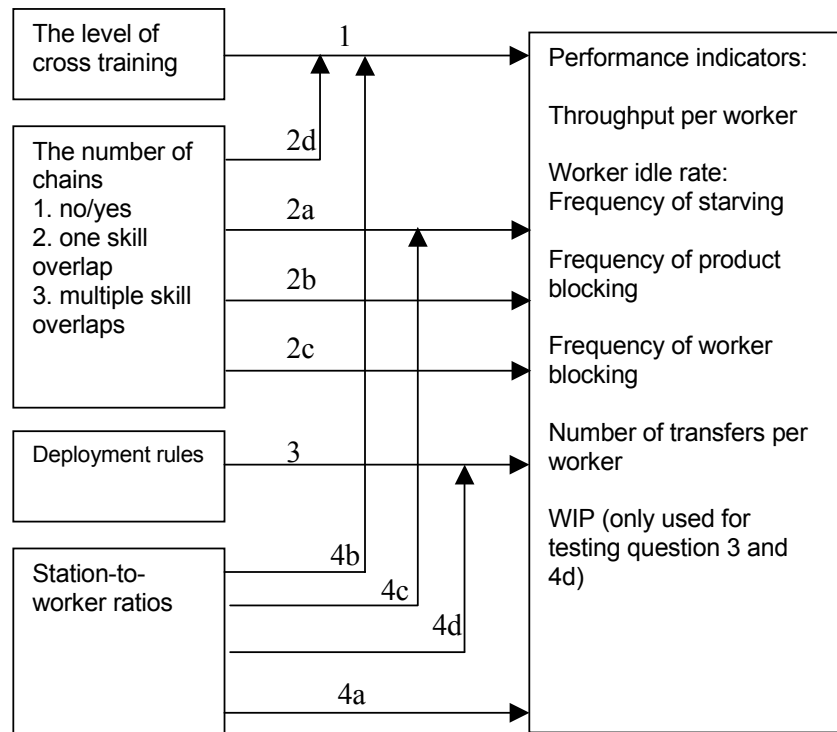 The level of
cross training
1
The number of
chains
1. no/yes
2. one skill
overlap
3. multiple skill
overlaps
2d
2a
2b
2c
Deployment rules
3
Station-to-
worker ratios
4b
4c
4d
4a
Performance indicators:
Throughput per
worker
Worker idle rate:
Frequency of starving
Frequency of product
blocking
Frequency of worker
blocking
Number of transfers per
worker
WIP (only used for
testing question 3 and
4d)